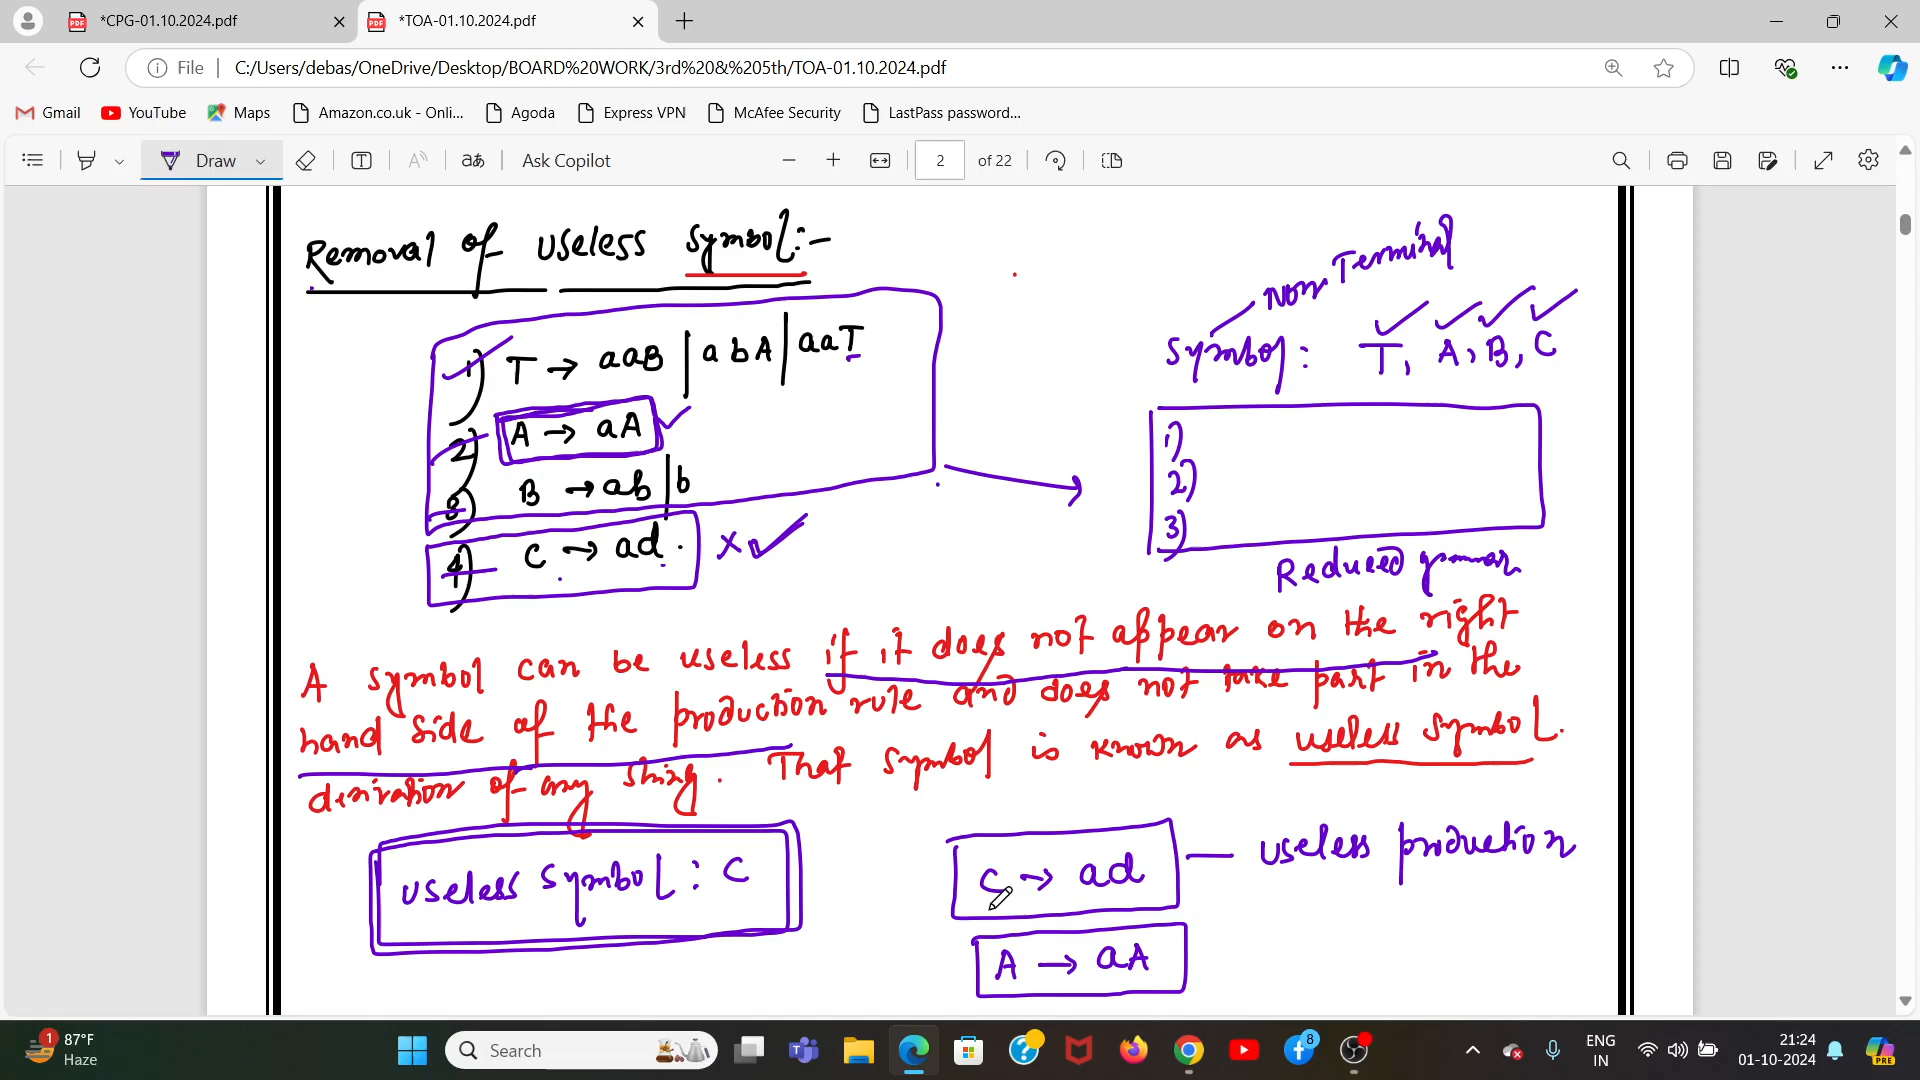 *CPG-01.10.2024.pdf
*TOA-01.10.2024.pdf
File
C:/Users/debas/OneDrive/Desktop/BOARD%20WORK/3rd%20&%205th/TOA-01.10.2024.pdf
Gmail YouTube Maps Amazon.co.uk - Onli... Agoda Express VPN McAfee Security LastPass password...
Draw Ask Copilot 2 of 22
Removal of useless symbol:-
Non Terminal
Symbol: T, A, B, C
1) T → aaB | abA | aaT
2) A → aA
3) B → ab | b
4) C → ad.
1)
2)
3)
Reduced grammar
A symbol can be useless if it does not appear on the right
hand side of the production rule and does not take part in the
derivation of any string. That symbol is known as useless symbol.
useless symbol: C
C → ad — useless production
A → aA
1 87°F
Haze
Search
8
ENG
IN
21:24
01-10-2024
PRE